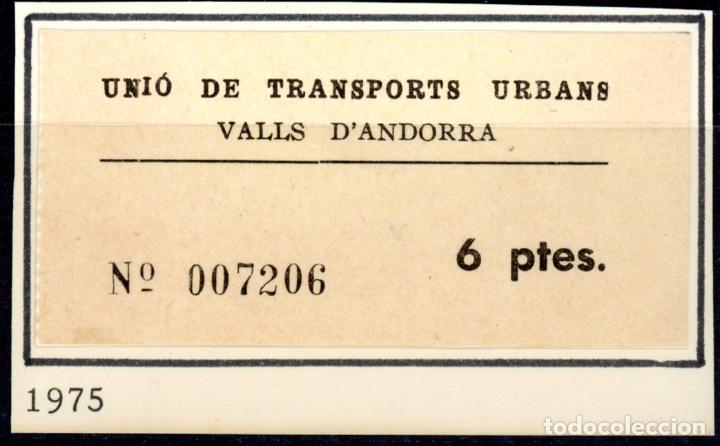 UNIÓ DE TRANSPORTS URBANS
VALLS D'ANDORRA
6 ptes.
Nº 007206
1975
todocoleccion